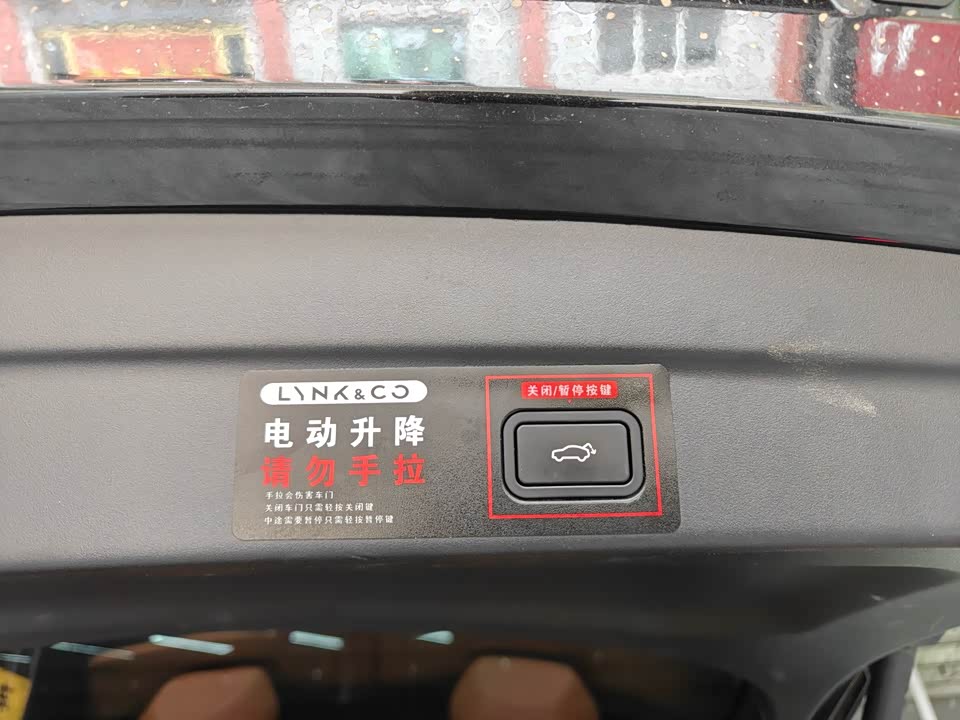 LYNK&CO
电动升降
请勿手拉
手拉会伤害车门
关闭车门只需轻按关闭键
中途需要暂停只需轻按暂停键
关闭/暂停按键